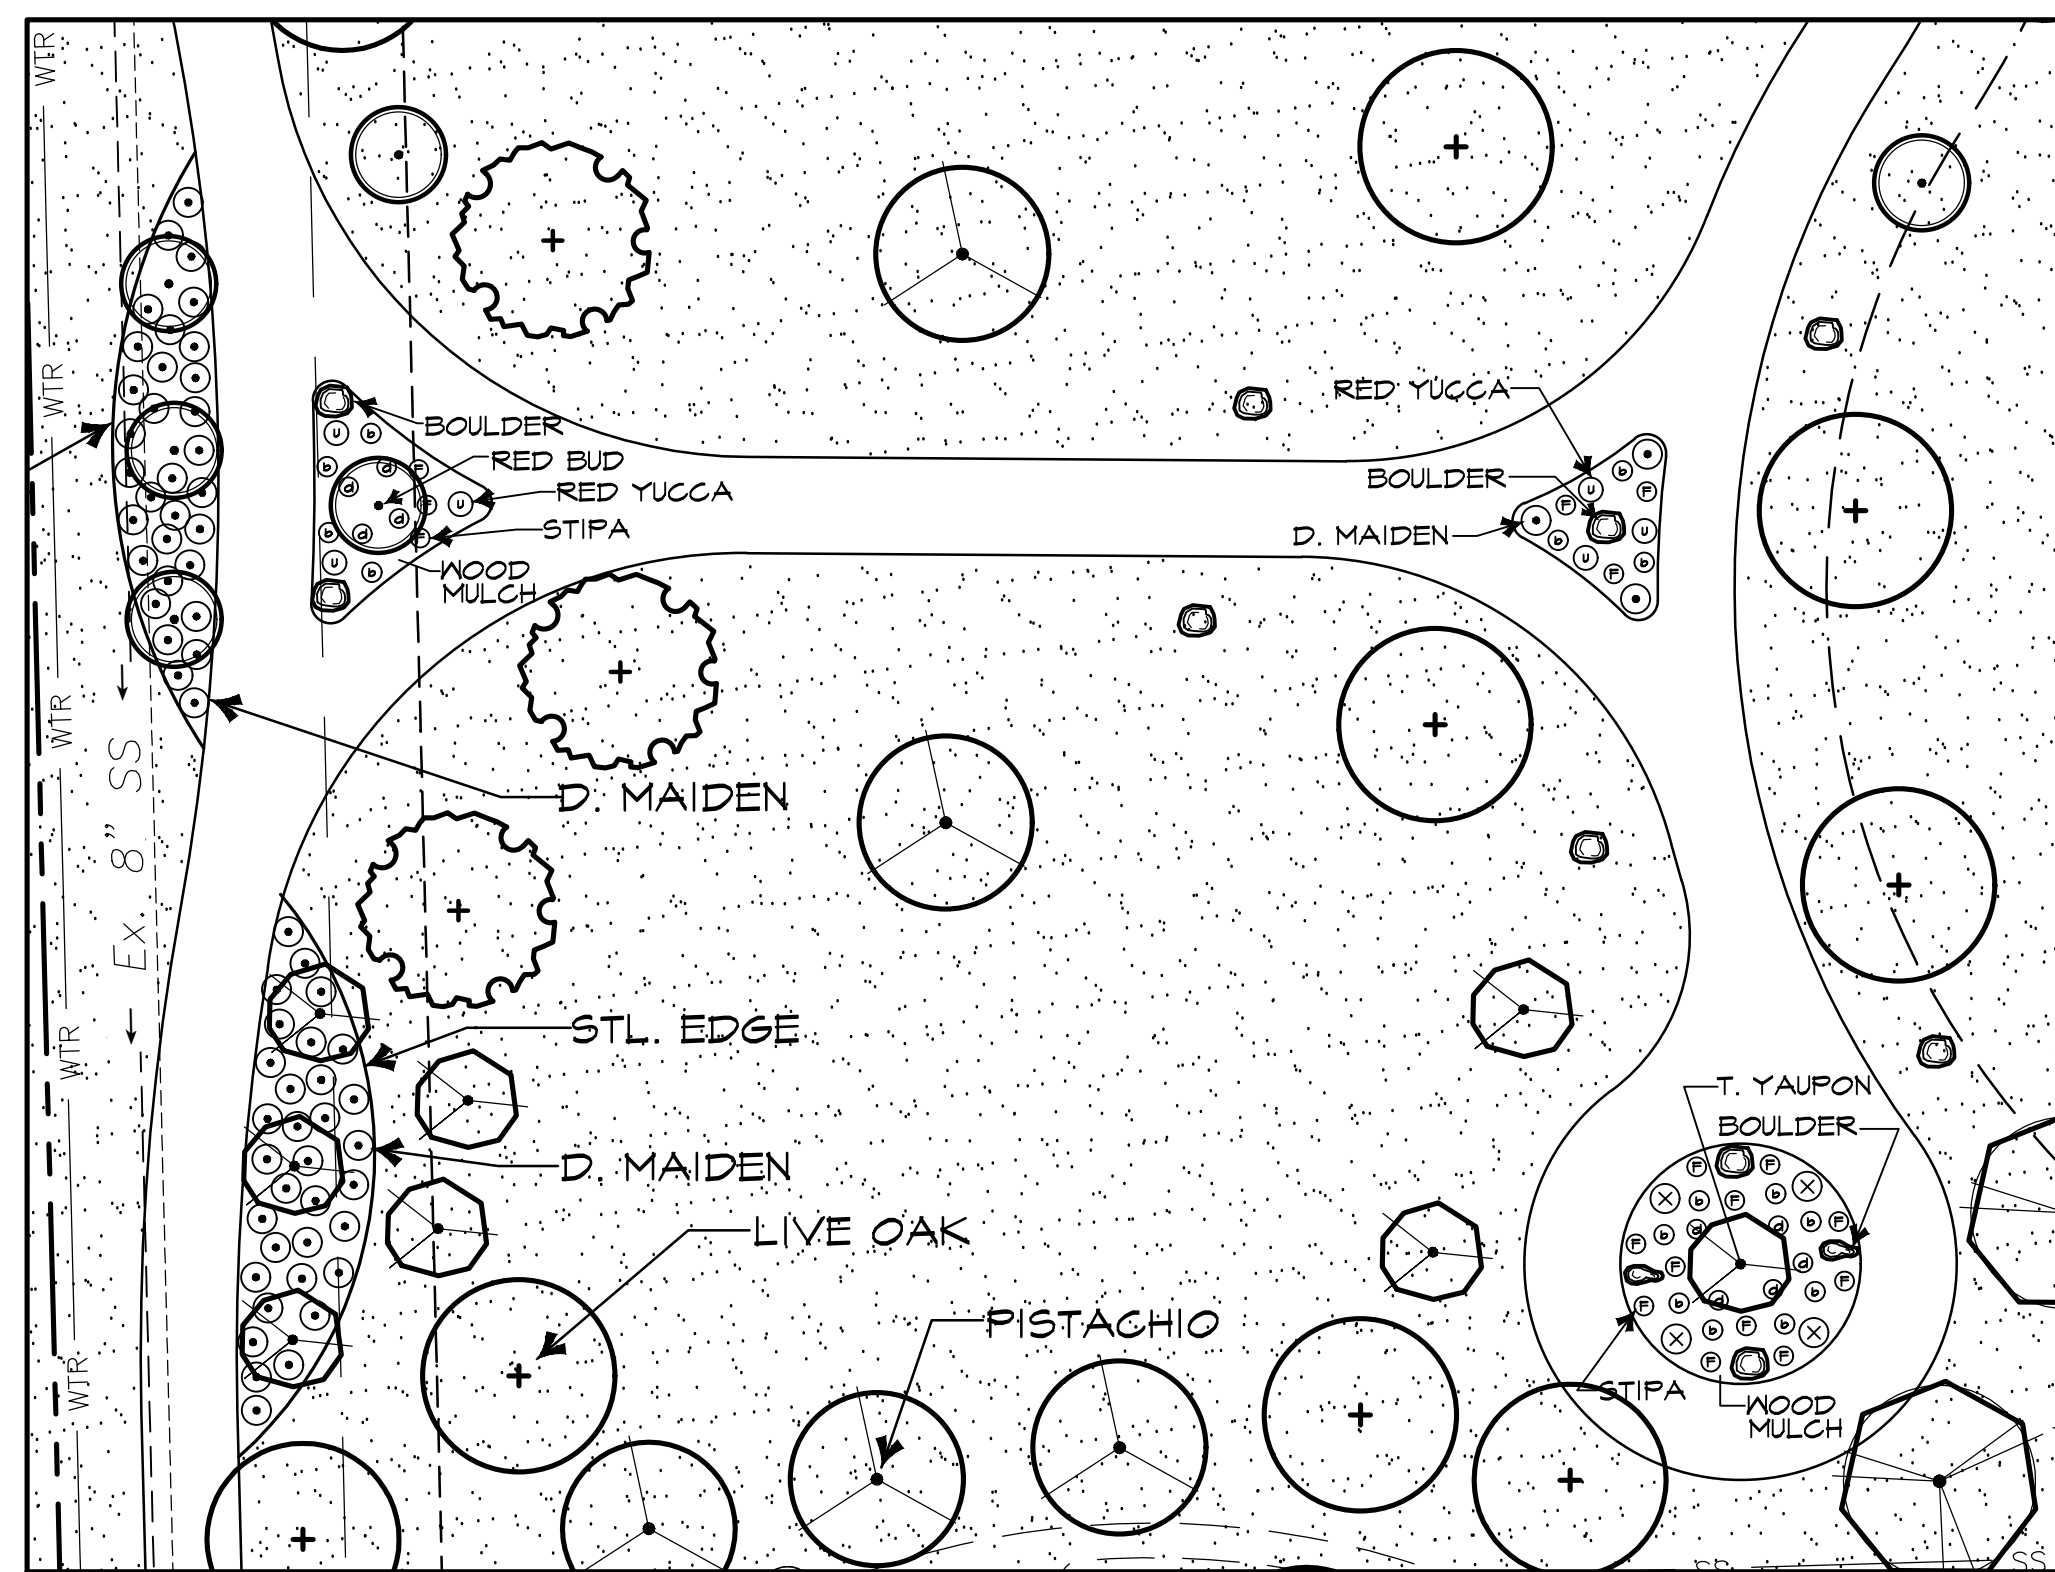 WTR
WTR
RED YUCCA
BOULDER
BOULDER
RED BUD
BOULDER
RED YUCCA
STIPA
D. MAIDEN
WOOD
MULCH
WTR
Ex. 8" SS
D. MAIDEN
STL. EDGE
WTR
T. YAUPON
BOULDER
D. MAIDEN
LIVE OAK
PISTACHIO
WTR
STIPA
WOOD
MULCH
SS